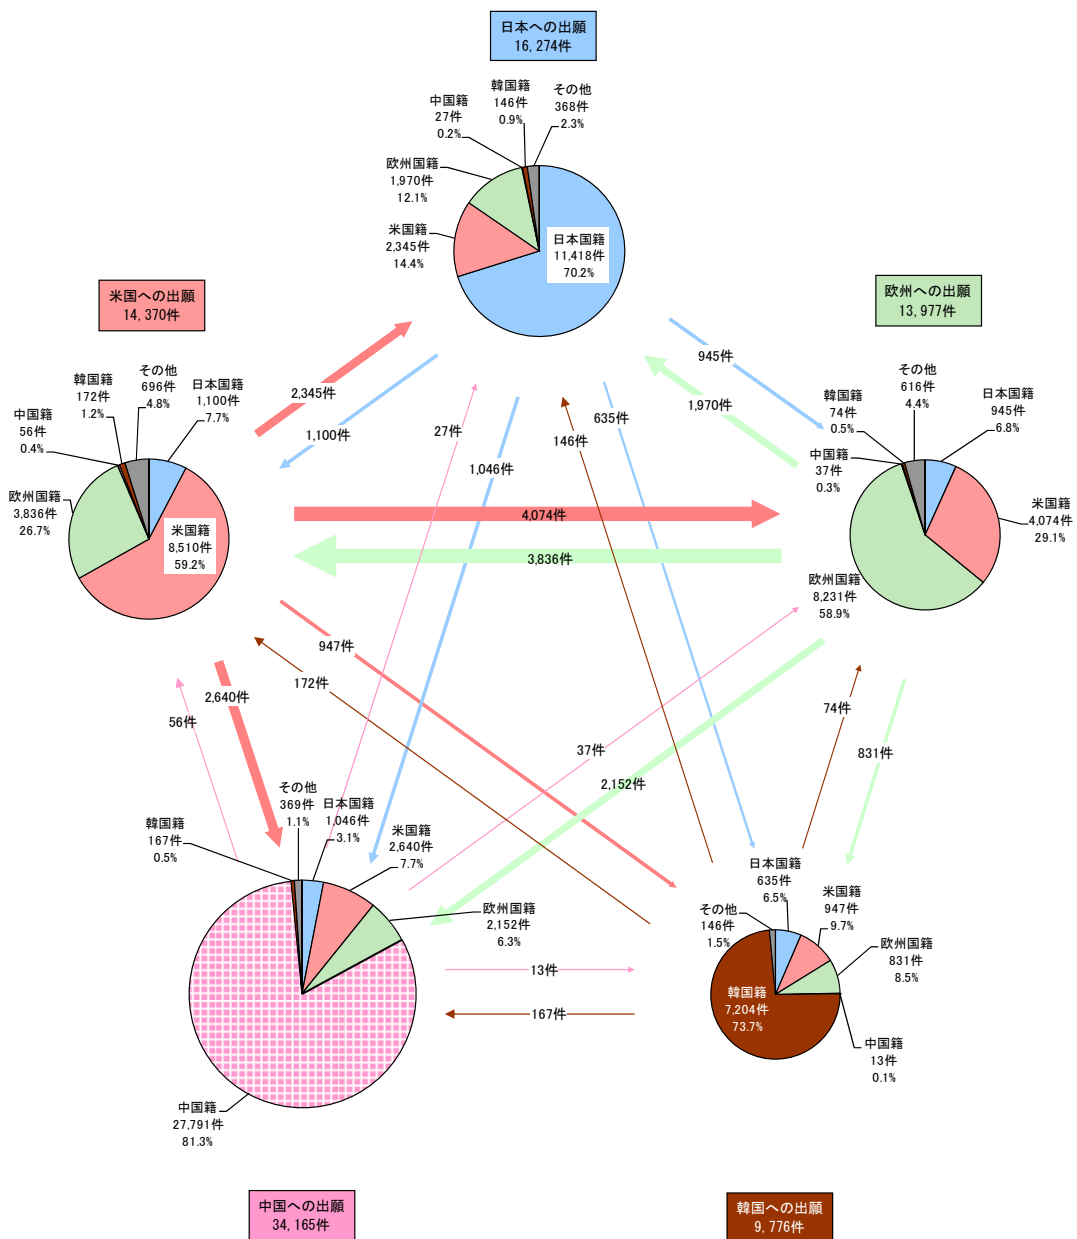 日本への出願
16,274件
中国籍
27件
0.2%
韓国籍
146件
0.9%
その他
368件
2.3%
欧州国籍
1,970件
12.1%
米国籍
2,345件
14.4%
日本国籍
11,418件
70.2%
米国への出願
14,370件
中国籍
56件
0.4%
韓国籍
172件
1.2%
その他
696件
4.8%
日本国籍
1,100件
7.7%
欧州国籍
3,836件
26.7%
米国籍
8,510件
59.2%
欧州への出願
13,977件
韓国籍
74件
0.5%
その他
616件
4.4%
日本国籍
945件
6.8%
中国籍
37件
0.3%
米国籍
4,074件
29.1%
欧州国籍
8,231件
58.9%
2,345件
1,100件
27件
1,046件
635件
146件
945件
1,970件
4,074件
3,836件
947件
172件
2,640件
56件
37件
2,152件
74件
831件
13件
167件
韓国籍
167件
0.5%
その他
369件
1.1%
日本国籍
1,046件
3.1%
米国籍
2,640件
7.7%
欧州国籍
2,152件
6.3%
中国籍
27,791件
81.3%
中国への出願
34,165件
その他
146件
1.5%
日本国籍
635件
6.5%
米国籍
947件
9.7%
欧州国籍
831件
8.5%
韓国籍
7,204件
73.7%
中国籍
13件
0.1%
韓国への出願
9,776件